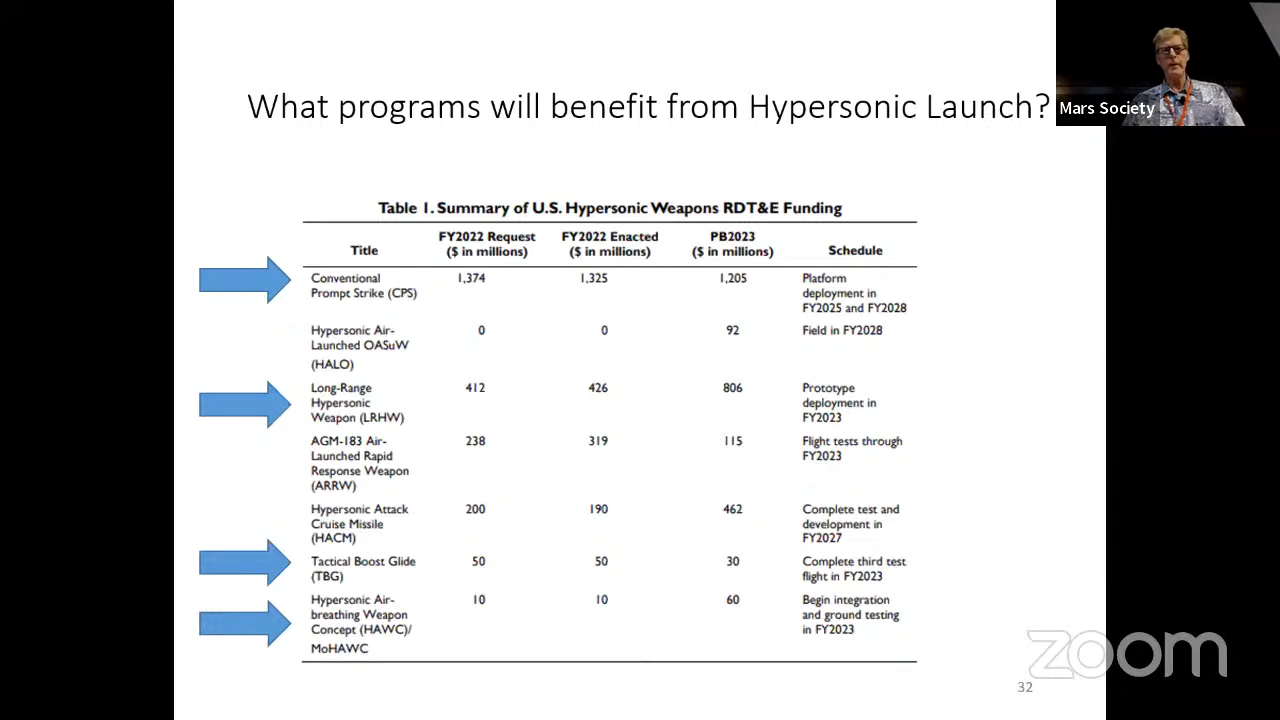 What programs will benefit from Hypersonic Launch?
Mars Society
Table 1. Summary of U.S. Hypersonic Weapons RDT&E Funding
Title
FY2022 Request
($ in millions)
FY2022 Enacted
($ in millions)
PB2023
($ in millions)
Schedule
Conventional
Prompt Strike (CPS)
1,374
1,325
1,205
Platform
deployment in
FY2025 and FY2028
Hypersonic Air-
Launched OASuW
(HALO)
0
0
92
Field in FY2028
Long-Range
Hypersonic
Weapon (LRHW)
412
426
806
Prototype
deployment in
FY2023
AGM-183 Air-
Launched Rapid
Response Weapon
(ARRW)
238
319
115
Flight tests through
FY2023
Hypersonic Attack
Cruise Missile
(HACM)
200
190
462
Complete test and
development in
FY2027
Tactical Boost Glide
(TBG)
50
50
30
Complete third test
flight in FY2023
Hypersonic Air-
breathing Weapon
Concept (HAWC)/
MoHAWC
10
10
60
Begin integration
and ground testing
in FY2023
zoom
32